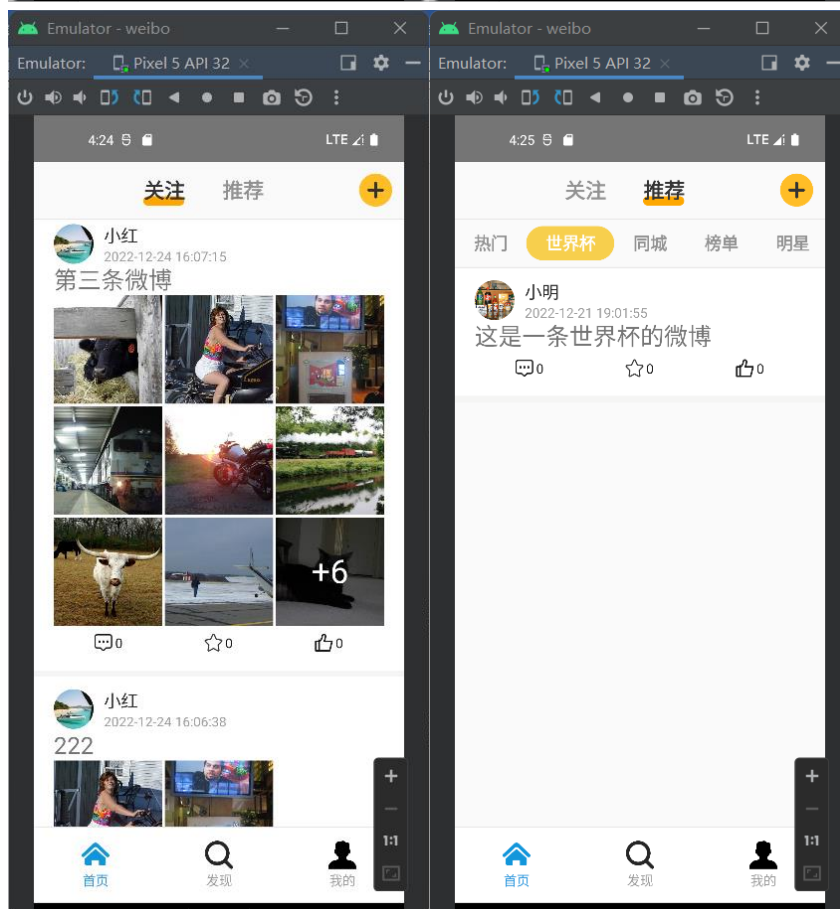 Emulator - weibo
Emulator: Pixel 5 API 32
4:24
LTE
关注 推荐
小红
2022-12-24 16:07:15
第三条微博
+6
0 0 0
小红
2022-12-24 16:06:38
222
1:1
首页 发现 我的
Emulator - weibo
Emulator: Pixel 5 API 32
4:25
LTE
关注 推荐
热门 世界杯 同城 榜单 明星
小明
2022-12-21 19:01:55
这是一条世界杯的微博
0 0 0
1:1
首页 发现 我的